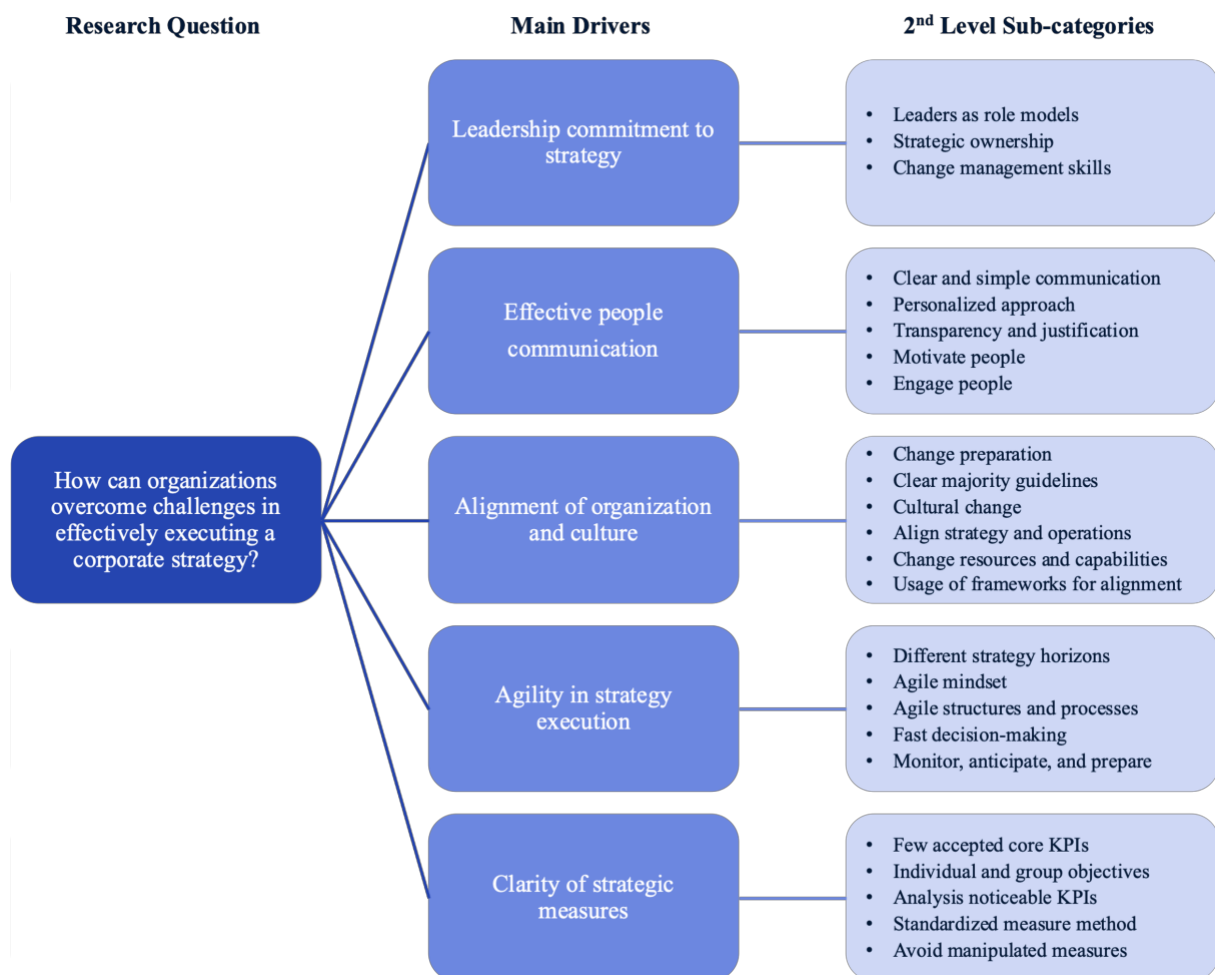 Research Question
Main Drivers
2nd Level Sub-categories
How can organizations
overcome challenges in
effectively executing a
corporate strategy?
Leadership commitment to
strategy
• Leaders as role models
• Strategic ownership
• Change management skills
Effective people
communication
• Clear and simple communication
• Personalized approach
• Transparency and justification
• Motivate people
• Engage people
Alignment of organization
and culture
• Change preparation
• Clear majority guidelines
• Cultural change
• Align strategy and operations
• Change resources and capabilities
• Usage of frameworks for alignment
Agility in strategy
execution
• Different strategy horizons
• Agile mindset
• Agile structures and processes
• Fast decision-making
• Monitor, anticipate, and prepare
Clarity of strategic
measures
• Few accepted core KPIs
• Individual and group objectives
• Analysis noticeable KPIs
• Standardized measure method
• Avoid manipulated measures